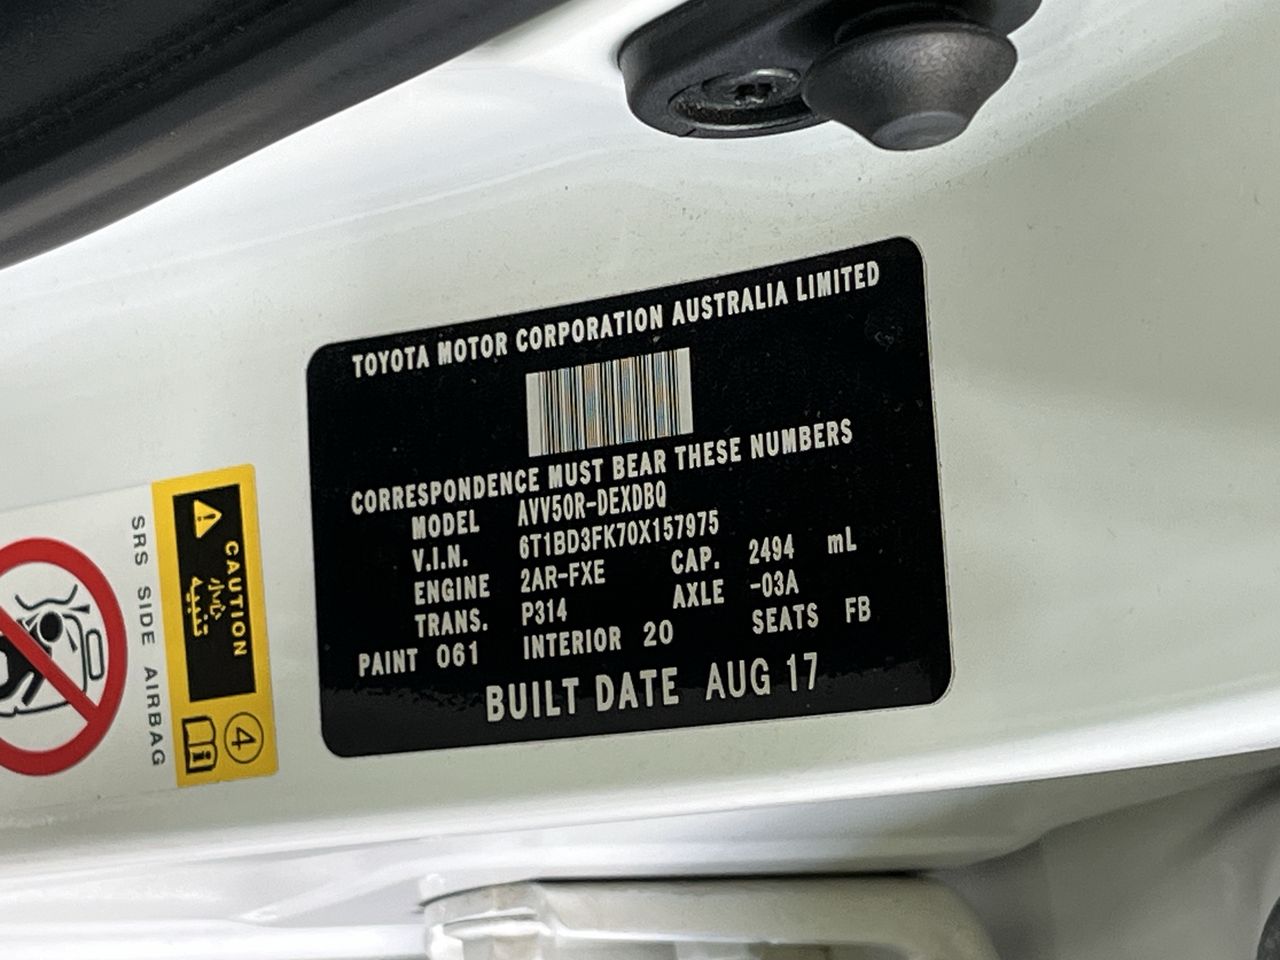 TOYOTA MOTOR CORPORATION AUSTRALIA LIMITED
CORRESPONDENCE MUST BEAR THESE NUMBERS
MODEL AVV50R-DEXDBQ
V.I.N. 6T1BD3FK70X157975
ENGINE 2AR-FXE CAP. 2494 mL
TRANS. P314 AXLE -03A
PAINT 061 INTERIOR 20 SEATS FB
BUILT DATE AUG 17
SRS SIDE AIRBAG
CAUTION
تنبيه
4